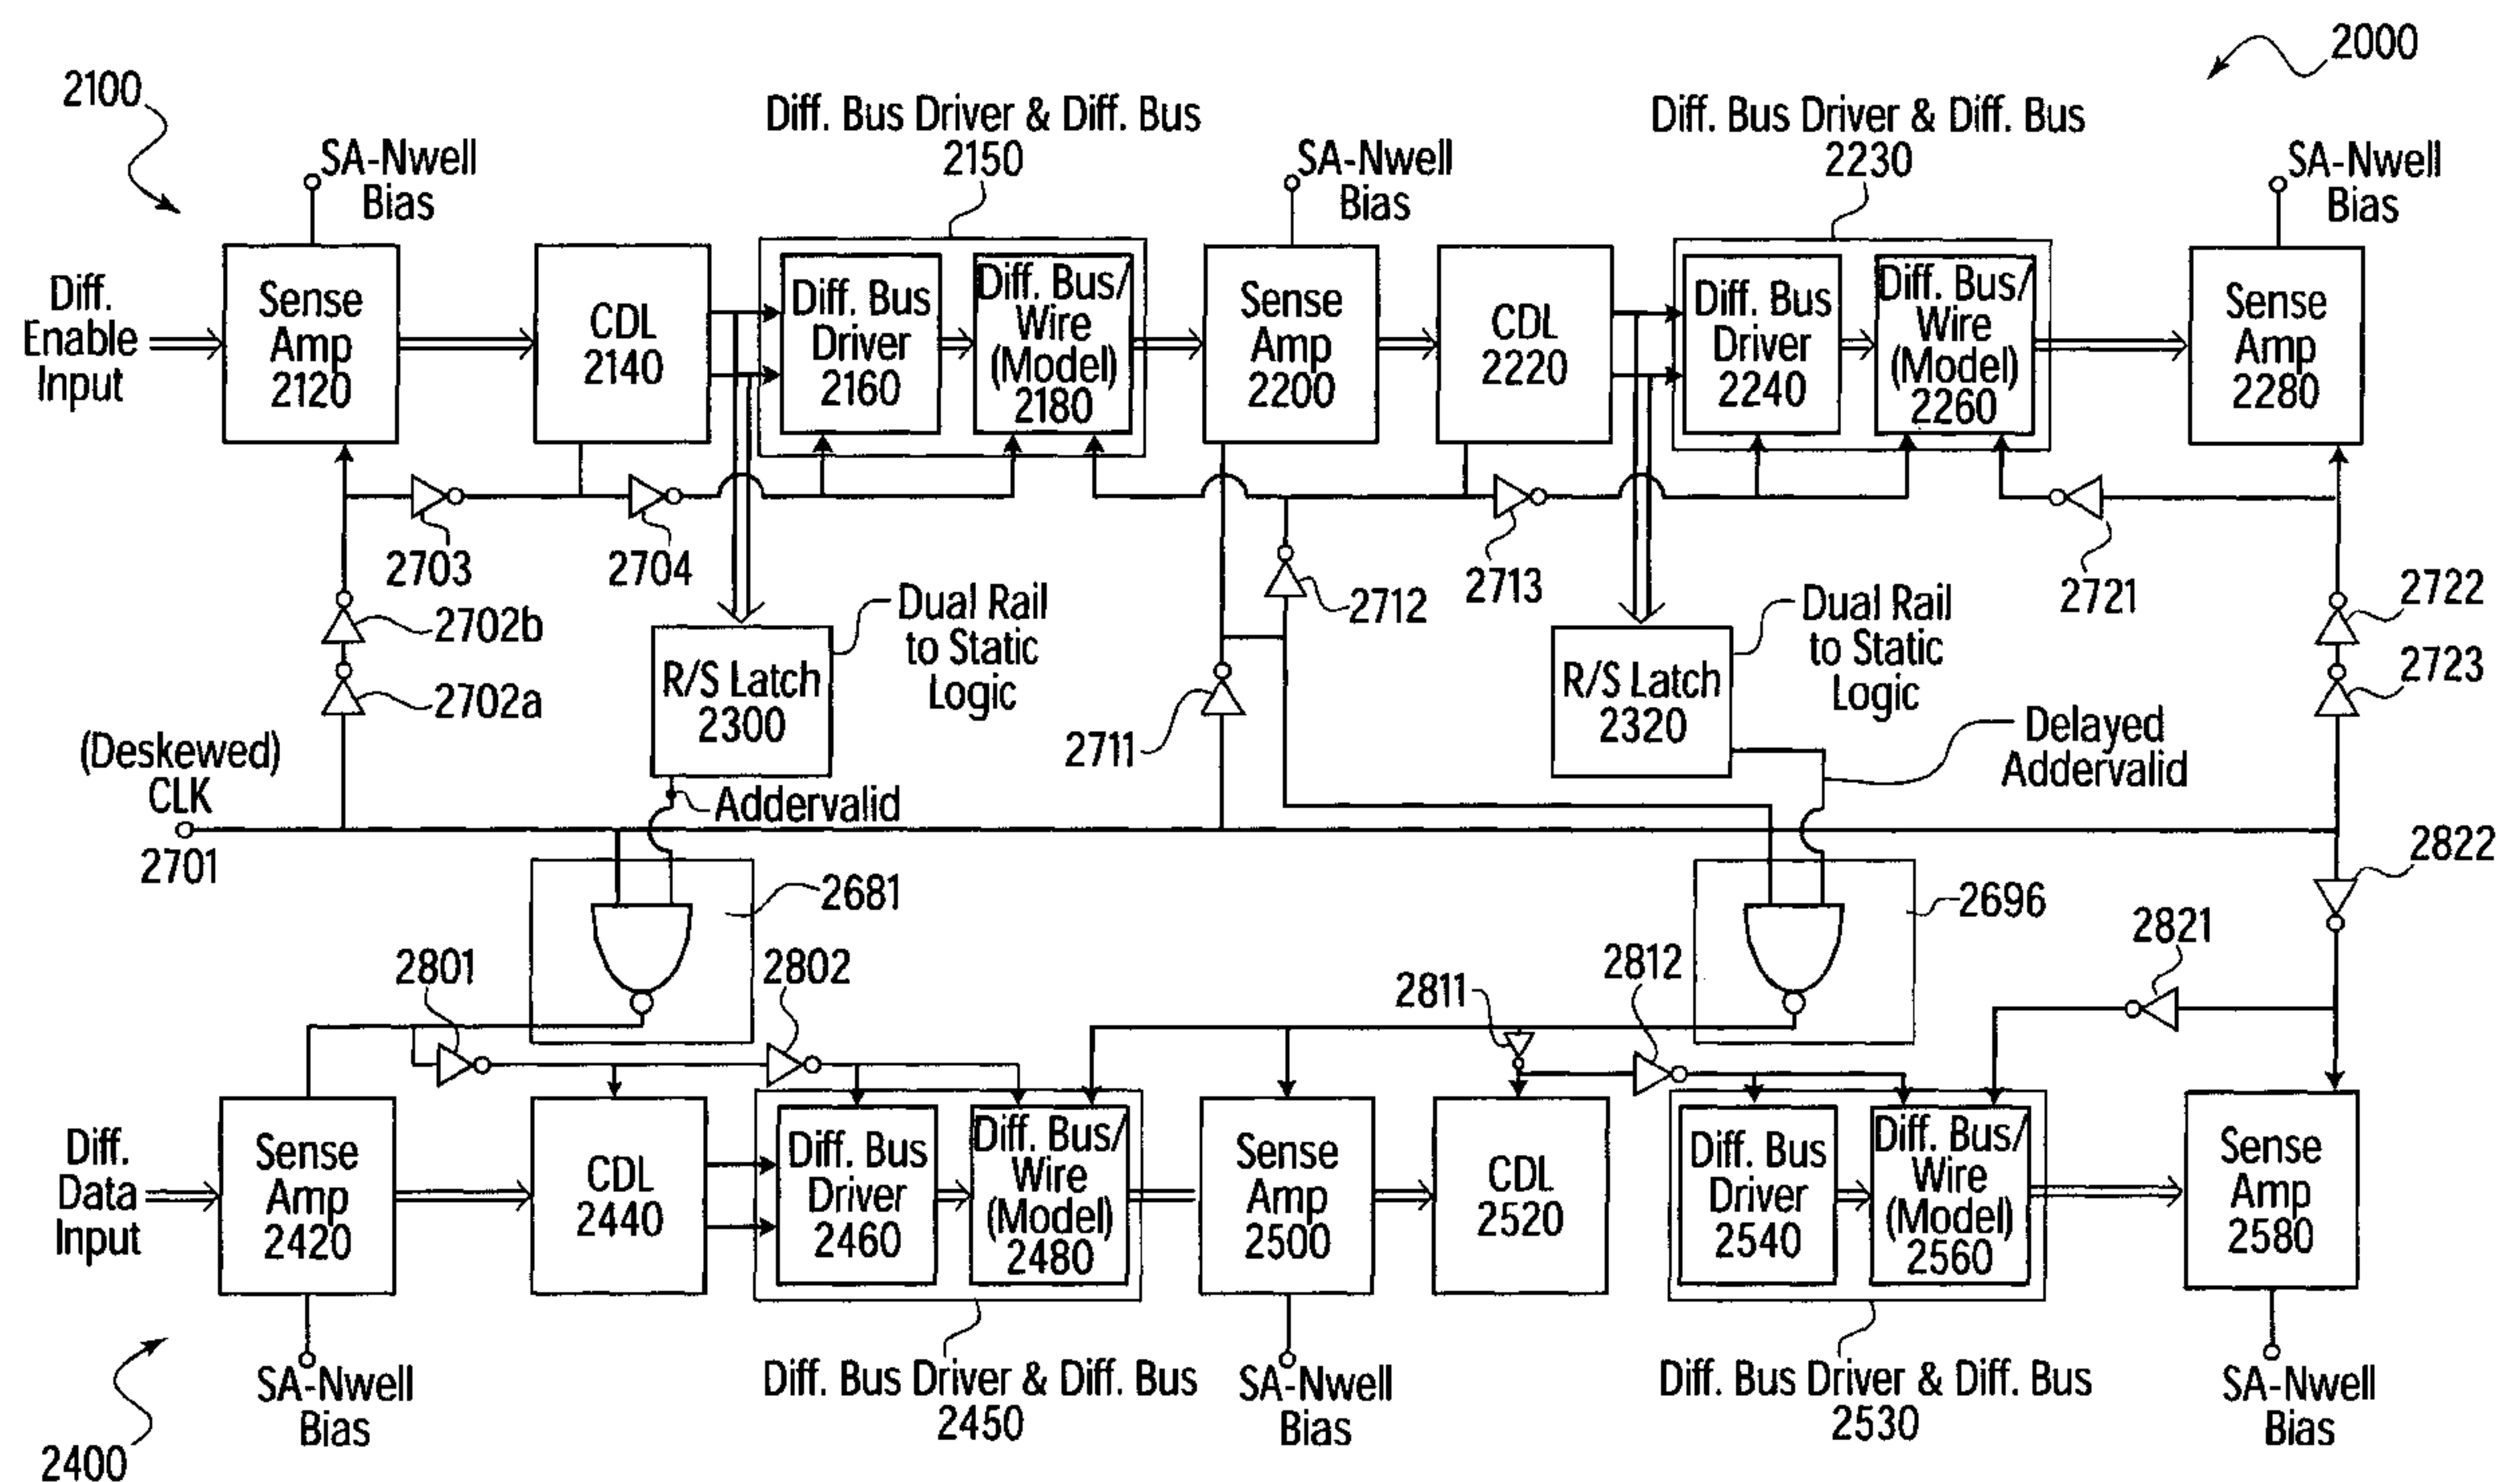 2000
2100
Diff. Bus Driver & Diff. Bus
2150
Diff. Bus Driver & Diff. Bus
2230
SA-Nwell
Bias
SA-Nwell
Bias
SA-Nwell
Bias
Diff.
Enable
Input
Sense
Amp
2120
CDL
2140
Diff. Bus
Driver
2160
Diff. Bus/
Wire
(Model)
2180
Sense
Amp
2200
CDL
2220
Diff. Bus
Driver
2240
Diff. Bus/
Wire
(Model)
2260
Sense
Amp
2280
2703
2704
2712
2713
2721
2722
2723
2702b
2702a
R/S Latch
2300
Dual Rail
to Static
Logic
2711
R/S Latch
2320
Dual Rail
to Static
Logic
Delayed
Addervalid
(Deskewed)
CLK
2701
Addervalid
2681
2696
2822
2821
2801
2802
2811
2812
Diff.
Data
Input
Sense
Amp
2420
CDL
2440
Diff. Bus
Driver
2460
Diff. Bus/
Wire
(Model)
2480
Sense
Amp
2500
CDL
2520
Diff. Bus
Driver
2540
Diff. Bus/
Wire
(Model)
2560
Sense
Amp
2580
SA-Nwell
Bias
Diff. Bus Driver & Diff. Bus
2450
SA-Nwell
Bias
Diff. Bus Driver & Diff. Bus
2530
SA-Nwell
Bias
2400